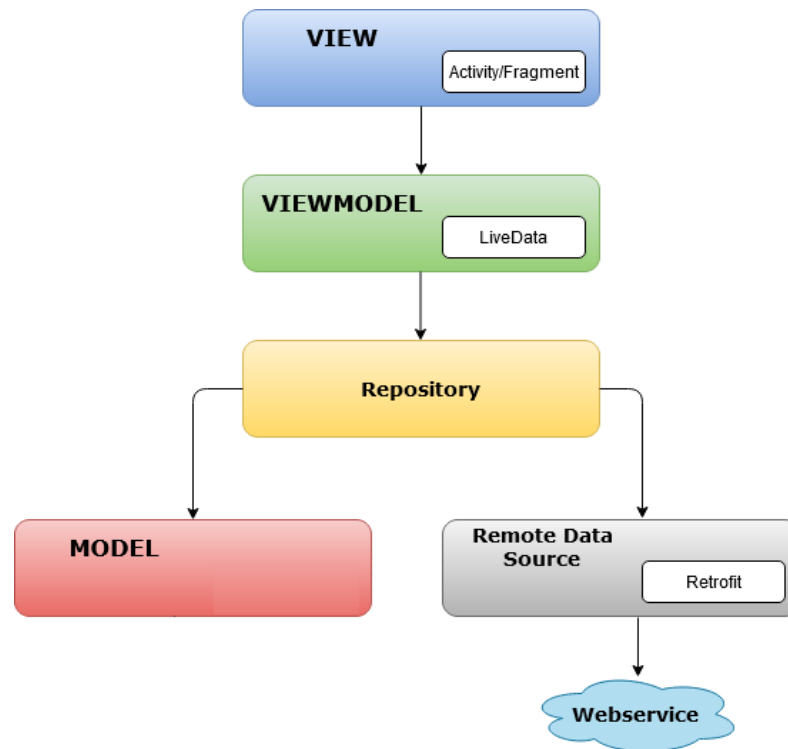 VIEW
Activity/Fragment
VIEWMODEL
LiveData
Repository
MODEL
Remote Data
Source
Retrofit
Webservice